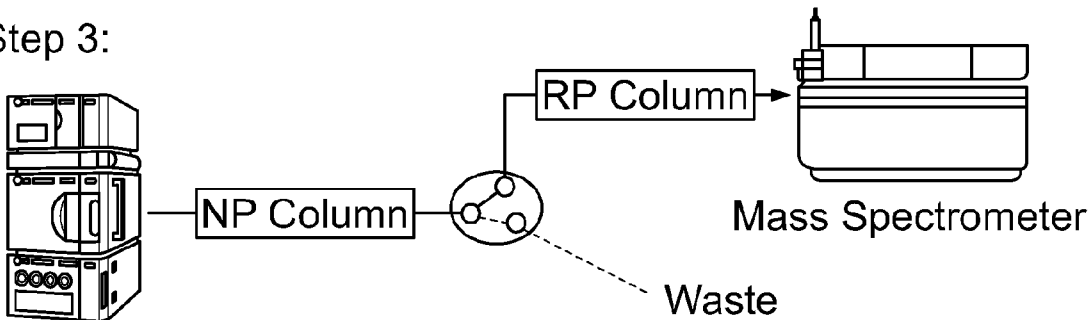 Step 3:
RP Column
NP Column
Mass Spectrometer
Waste